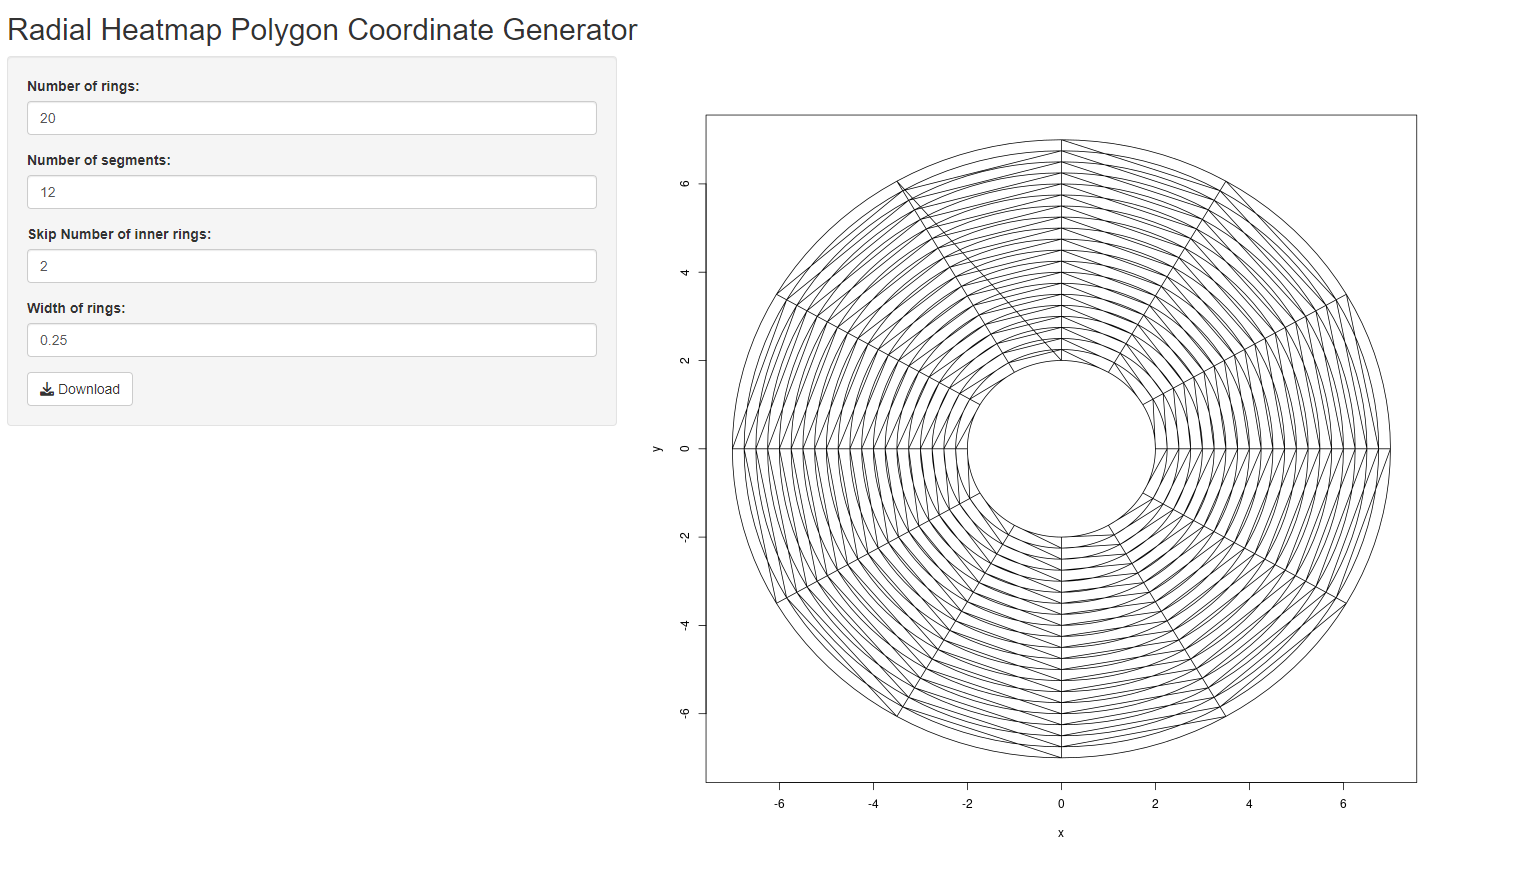 Radial Heatmap Polygon Coordinate Generator
Number of rings:
20
Number of segments:
12
Skip Number of inner rings:
2
Width of rings:
0.25
Download
6
4
2
0
-2
-4
-6
y
-6 -4 -2 0 2 4 6
x